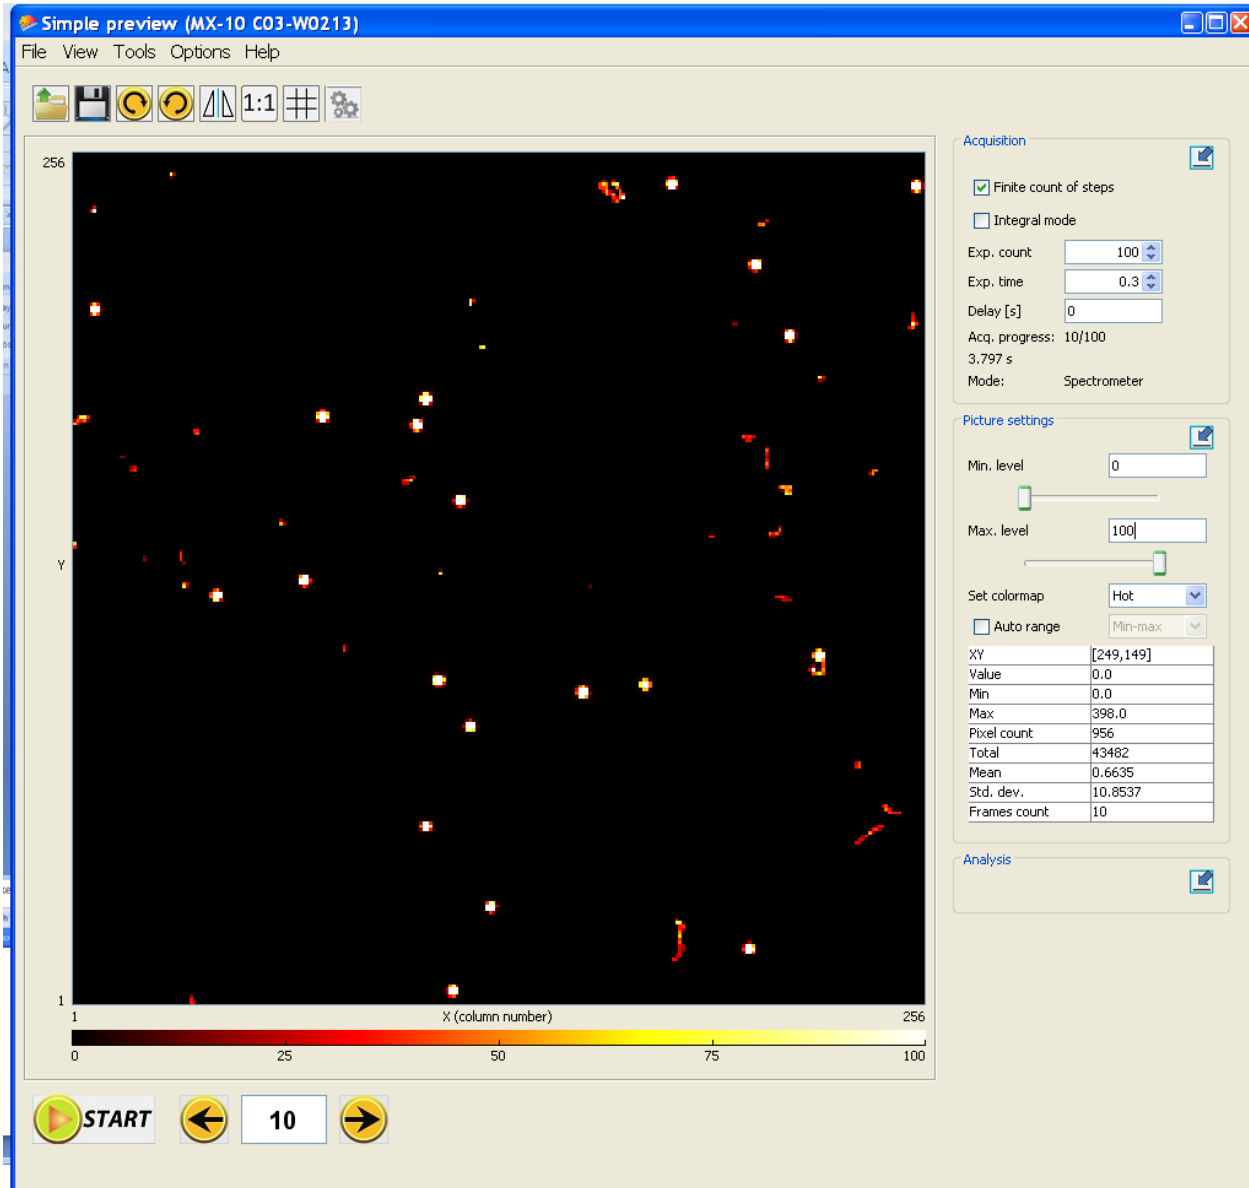 Simple preview (MX-10 C03-W0213)
File View Tools Options Help
1:1
256
Y
1
1 X (column number) 256
0 25 50 75 100
START 10
Acquisition
Finite count of steps
Integral mode
Exp. count 100
Exp. time 0.3
Delay [s] 0
Acq. progress: 10/100
3.797 s
Mode: Spectrometer
Picture settings
Min. level 0
Max. level 100
Set colormap Hot
Auto range Min-max
XY [249,149]
Value 0.0
Min 0.0
Max 398.0
Pixel count 956
Total 43482
Mean 0.6635
Std. dev. 10.8537
Frames count 10
Analysis